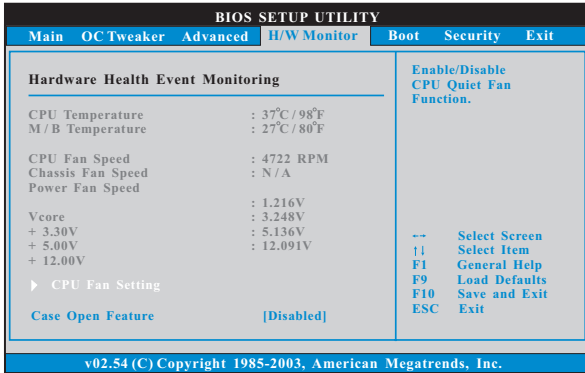 BIOS SETUP UTILITY
Main OC Tweaker Advanced H/W Monitor Boot Security Exit
Hardware Health Event Monitoring
CPU Temperature : 37°C / 98°F
M / B Temperature : 27°C / 80°F
CPU Fan Speed : 4722 RPM
Chassis Fan Speed : N / A
Power Fan Speed
: 1.216V
Vcore : 3.248V
+ 3.30V : 5.136V
+ 5.00V : 12.091V
+ 12.00V
CPU Fan Setting
Case Open Feature [Disabled]
Enable/Disable
CPU Quiet Fan
Function.
←→ Select Screen
↑↓ Select Item
F1 General Help
F9 Load Defaults
F10 Save and Exit
ESC Exit
v02.54 (C) Copyright 1985-2003, American Megatrends, Inc.